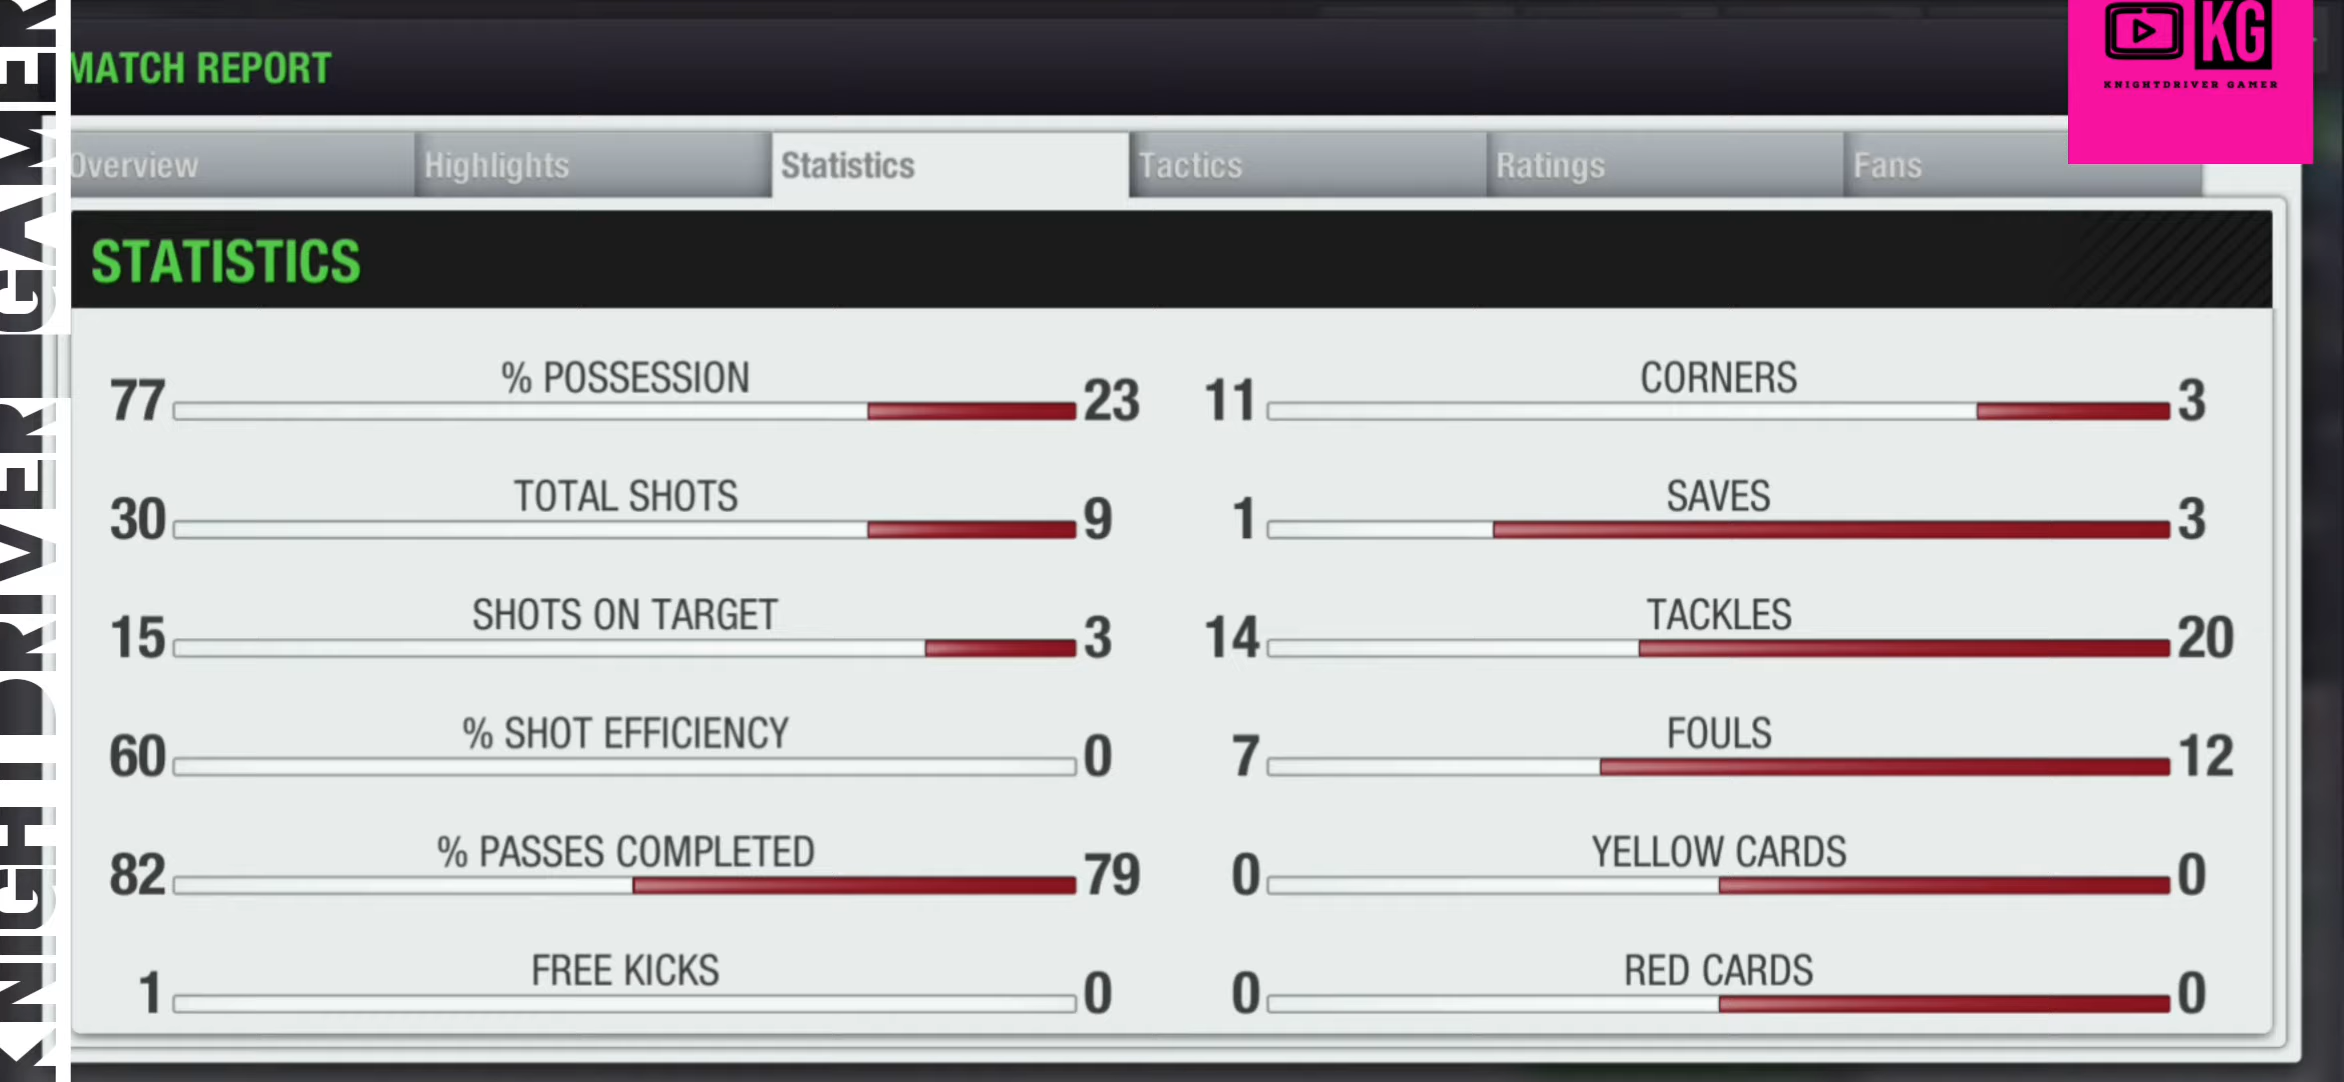 KNIGHTDRIVER GAMER
MATCH REPORT
KG
KNIGHTDRIVER GAMER
Overview Highlights Statistics Tactics Ratings Fans
STATISTICS
% POSSESSION
77 23
CORNERS
11 3
TOTAL SHOTS
30 9
SAVES
1 3
SHOTS ON TARGET
15 3
TACKLES
14 20
% SHOT EFFICIENCY
60 0
FOULS
7 12
% PASSES COMPLETED
82 79
YELLOW CARDS
0 0
FREE KICKS
1 0
RED CARDS
0 0